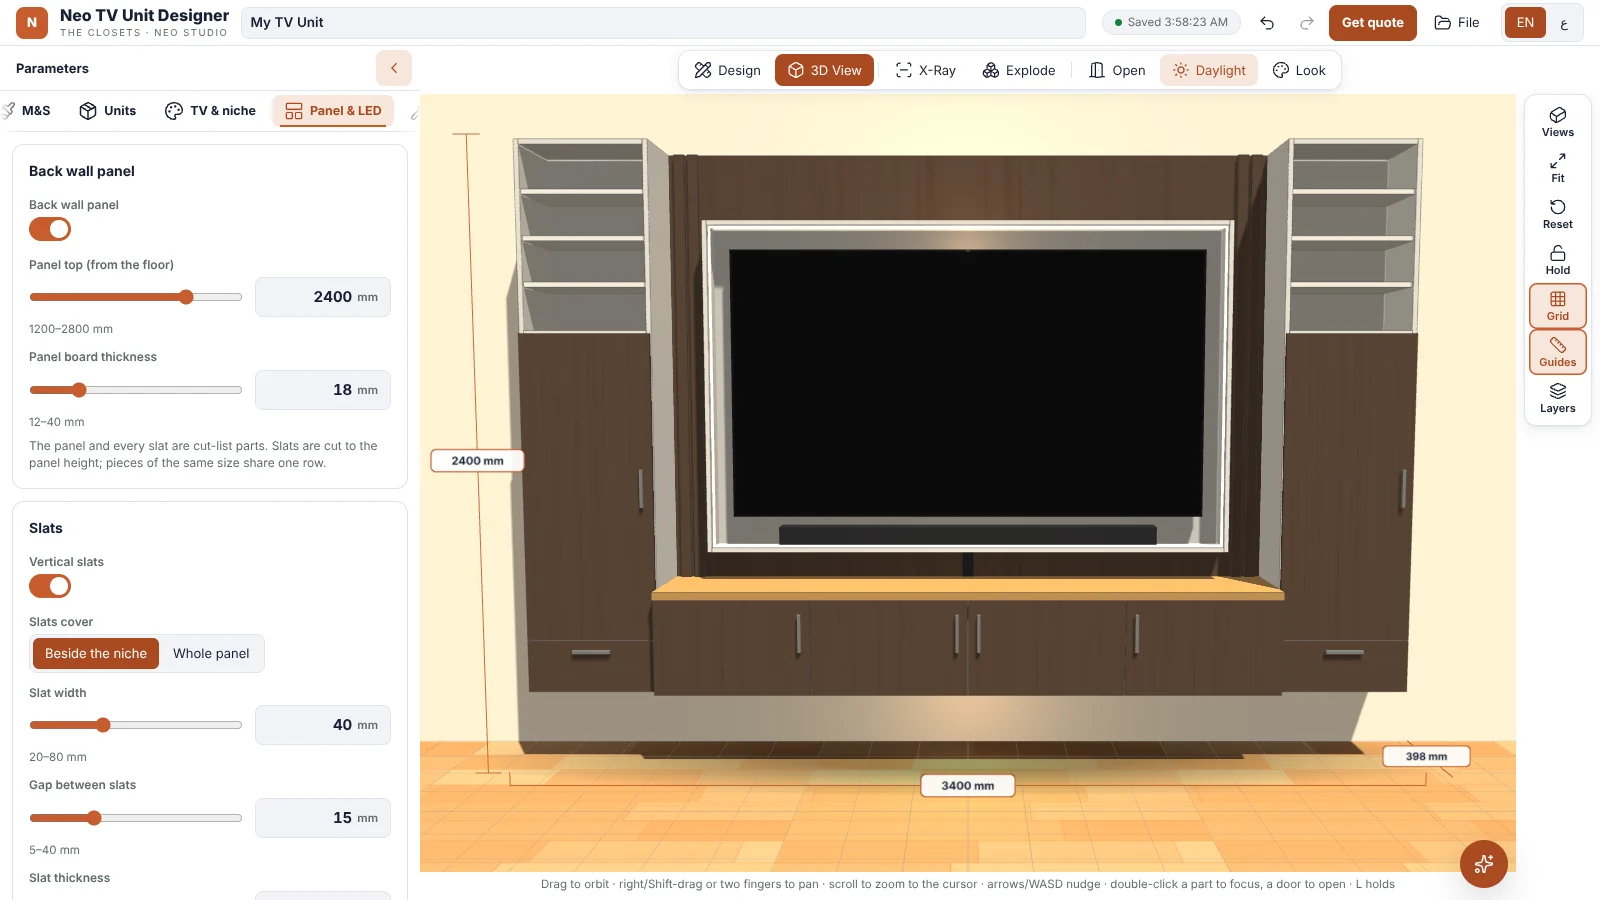 N
Neo TV Unit Designer
THE CLOSETS · NEO STUDIO
My TV Unit
Saved 3:58:23 AM
Get quote
File
EN
ع
Parameters
Design
3D View
X-Ray
Explode
Open
Daylight
Look
M&S
Units
TV & niche
Panel & LED
Back wall panel
Back wall panel
Panel top (from the floor)
2400 mm
1200–2800 mm
Panel board thickness
18 mm
12–40 mm
The panel and every slat are cut-list parts. Slats are cut to the
panel height; pieces of the same size share one row.
Slats
Vertical slats
Slats cover
Beside the niche
Whole panel
Slat width
40 mm
20–80 mm
Gap between slats
15 mm
5–40 mm
Slat thickness
2400 mm
3400 mm
398 mm
Views
Fit
Reset
Hold
Grid
Guides
Layers
Drag to orbit · right/Shift-drag or two fingers to pan · scroll to zoom to the cursor · arrows/WASD nudge · double-click a part to focus, a door to open · L holds